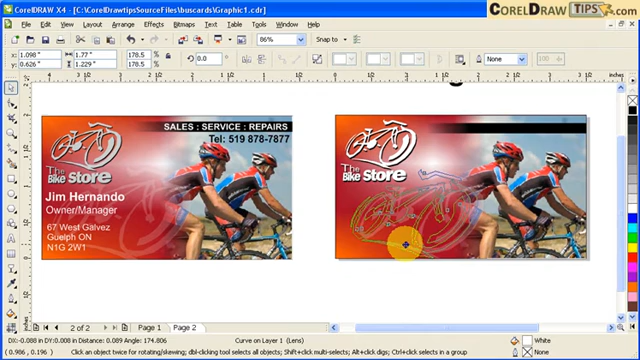 CorelDRAW X4 - [C:\CorelDrawtipsSourceFiles\buscards\Graphic1.cdr]
CORELDRAW TIPS.com
File Edit View Layout Arrange Effects Bitmaps Text Table Tools Window Help
86% Snap to
x: 1.098 " 1.77 " 178.5 % 0.0 None
y: 0.626 " 1.229 " 178.5 %
inches
SALES : SERVICE : REPAIRS
Tel: 519 878-7877
The
Bike Store
Jim Hernando
Owner/Manager
67 West Galvez
Guelph ON
N1G 2W1
The
Bike Store
2 of 2 Page 1 Page 2
DX:-0.088 in DY:0.008 in Distance: 0.089 Angle: 174.806 Curve on Layer 1 (Lens) White
(0.986, 0.196) Click an object twice for rotating/skewing; dbl-clicking tool selects all objects; Shift+click multi-selects; Alt+click digs; Ctrl+click selects in a group None